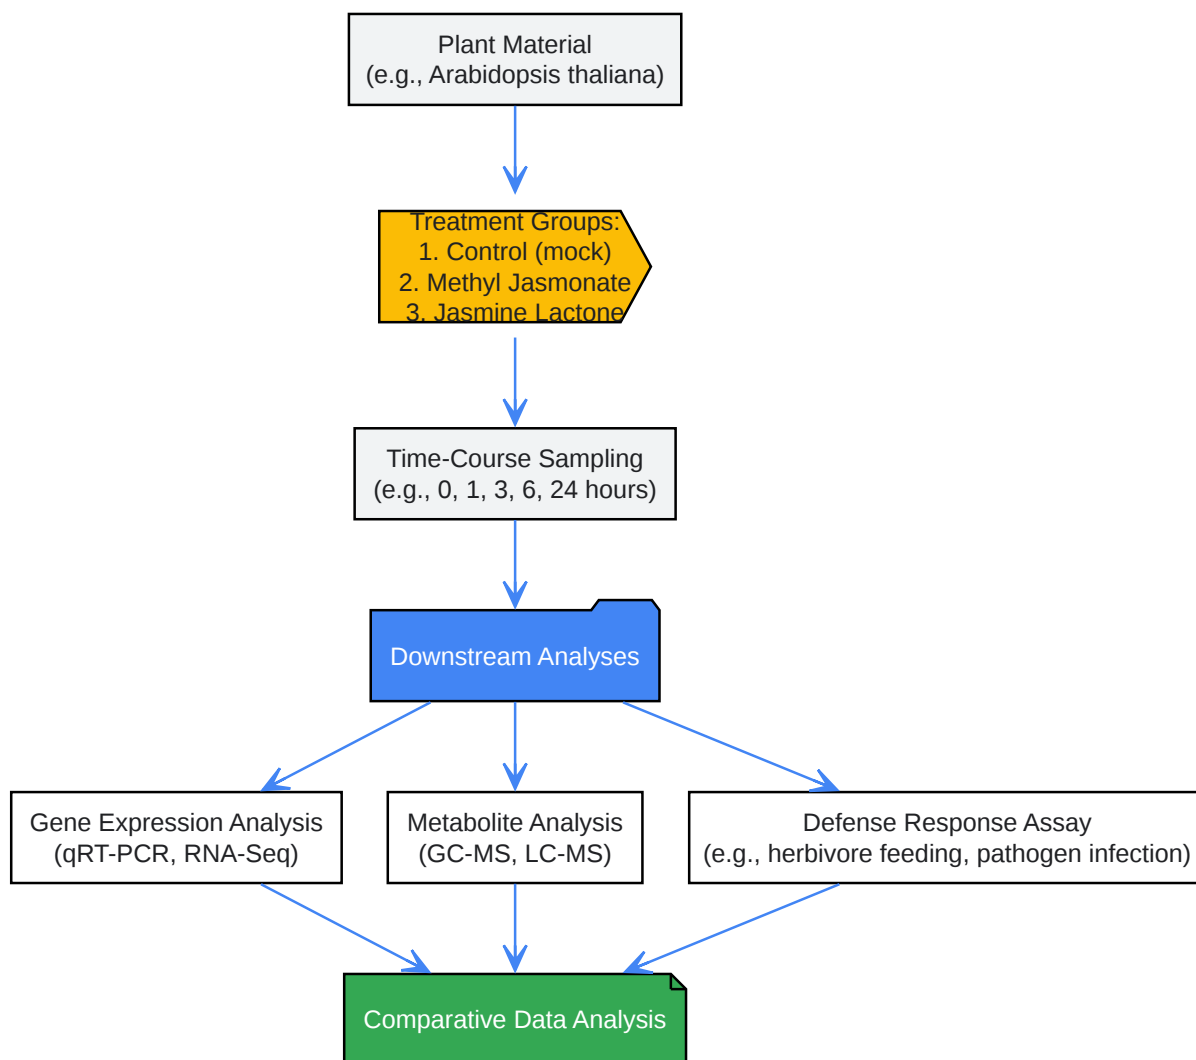 Plant Material
(e.g., Arabidopsis thaliana)
Treatment Groups:
1. Control (mock)
2. Methyl Jasmonate
3. Jasmine Lactone
Time-Course Sampling
(e.g., 0, 1, 3, 6, 24 hours)
Downstream Analyses
Gene Expression Analysis
(qRT-PCR, RNA-Seq)
Metabolite Analysis
(GC-MS, LC-MS)
Defense Response Assay
(e.g., herbivore feeding, pathogen infection)
Comparative Data Analysis